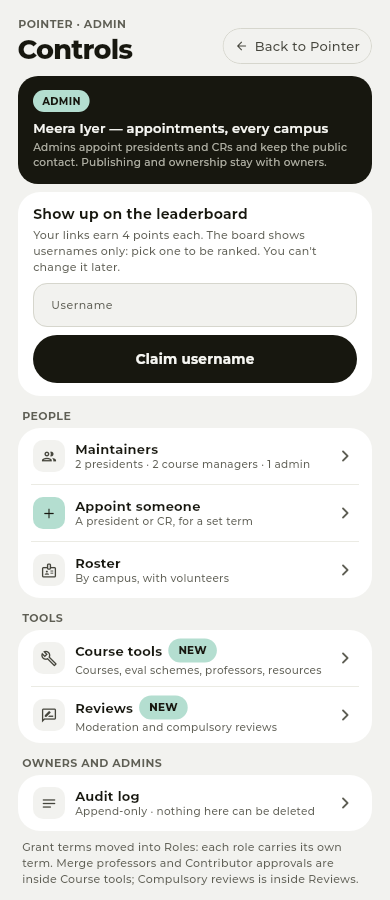 POINTER · ADMIN
Controls
← Back to Pointer
ADMIN
Meera Iyer — appointments, every campus
Admins appoint presidents and CRs and keep the public
contact. Publishing and ownership stay with owners.
Show up on the leaderboard
Your links earn 4 points each. The board shows
usernames only: pick one to be ranked. You can't
change it later.
Username
Claim username
PEOPLE
Maintainers
2 presidents · 2 course managers · 1 admin
Appoint someone
A president or CR, for a set term
Roster
By campus, with volunteers
TOOLS
Course tools NEW
Courses, eval schemes, professors, resources
Reviews NEW
Moderation and compulsory reviews
OWNERS AND ADMINS
Audit log
Append-only · nothing here can be deleted
Grant terms moved into Roles: each role carries its own
term. Merge professors and Contributor approvals are
inside Course tools; Compulsory reviews is inside Reviews.